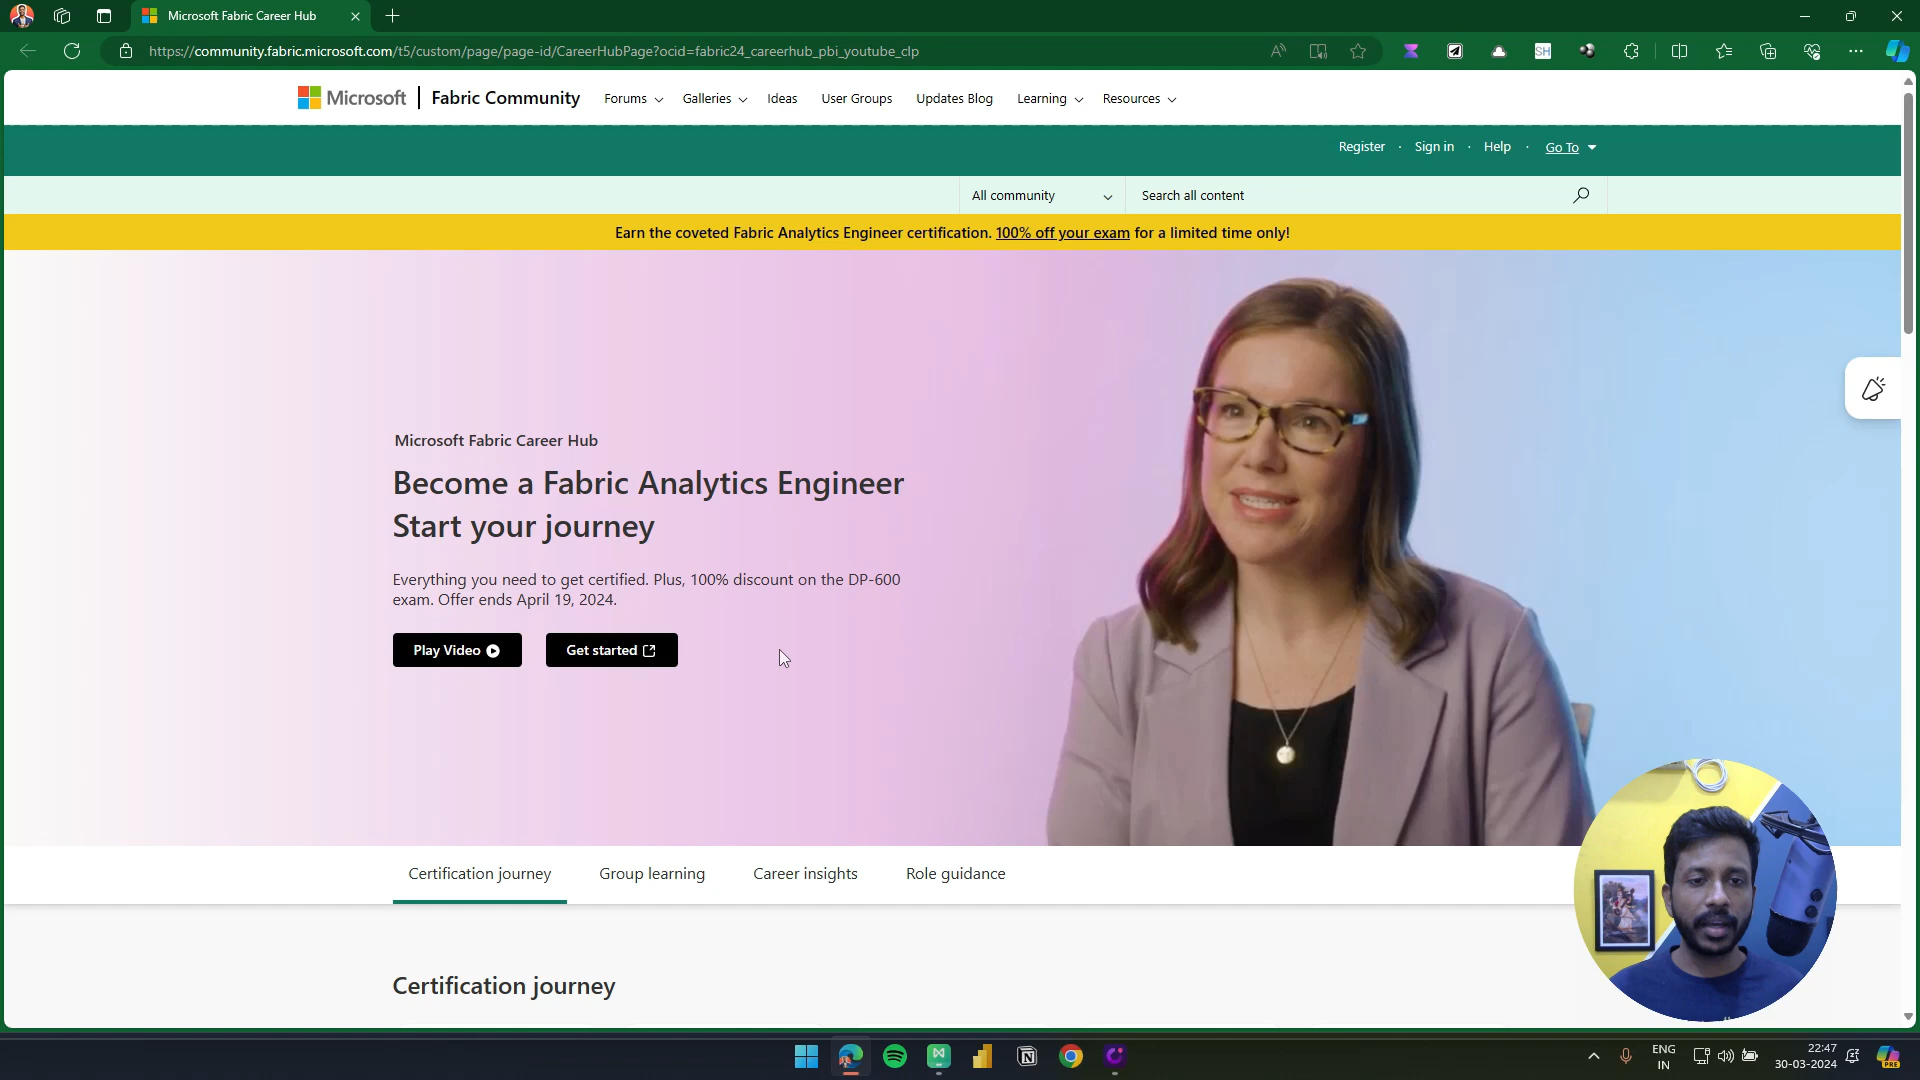 Microsoft Fabric Career Hub
https://community.fabric.microsoft.com/t5/custom/page/page-id/CareerHubPage?ocid=fabric24_careerhub_pbi_youtube_clp
SH
Microsoft | Fabric Community Forums Galleries Ideas User Groups Updates Blog Learning Resources
Register · Sign in · Help · Go To
All community Search all content
Earn the coveted Fabric Analytics Engineer certification. 100% off your exam for a limited time only!
Microsoft Fabric Career Hub
Become a Fabric Analytics Engineer
Start your journey
Everything you need to get certified. Plus, 100% discount on the DP-600
exam. Offer ends April 19, 2024.
Play Video Get started
Certification journey Group learning Career insights Role guidance
Certification journey
ENG
IN
22:47
30-03-2024
PRE